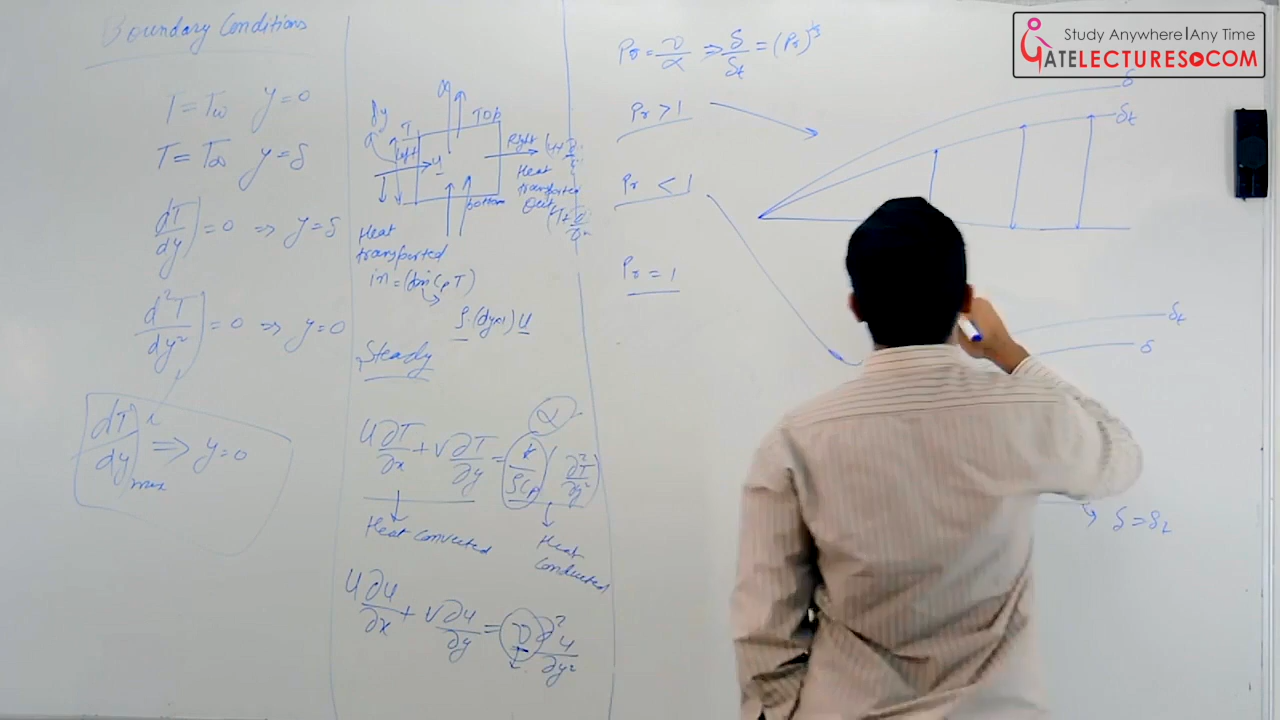 Boundary Conditions
T = T∞ y=0
T = T∞ y=δ
dT/dy) = 0 ⇒ y=δ
d²T/dy²) = 0 ⇒ y=0
dT/dy) max ⇒ y=0
dy
T
left
Top
u
Right
bottom
Heat
transported
Out
Heat
transported
in = (ṁ Cp T)
ρ.(dy×1) u
Steady
α
u ∂T/∂x + v ∂T/∂y = k/ρCp (∂²T/∂y²)
Heat Convected
Heat
Conducted
u ∂u/∂x + v ∂u/∂y = ν ∂²u/∂y²
Pr = ν/α ⇒ δ/δt = (Pr)^1/3
Pr > 1
Pr < 1
Pr = 1
δ
δt
δt
δ
δ = δt
Study Anywhere|Any Time
GATELECTURES.COM